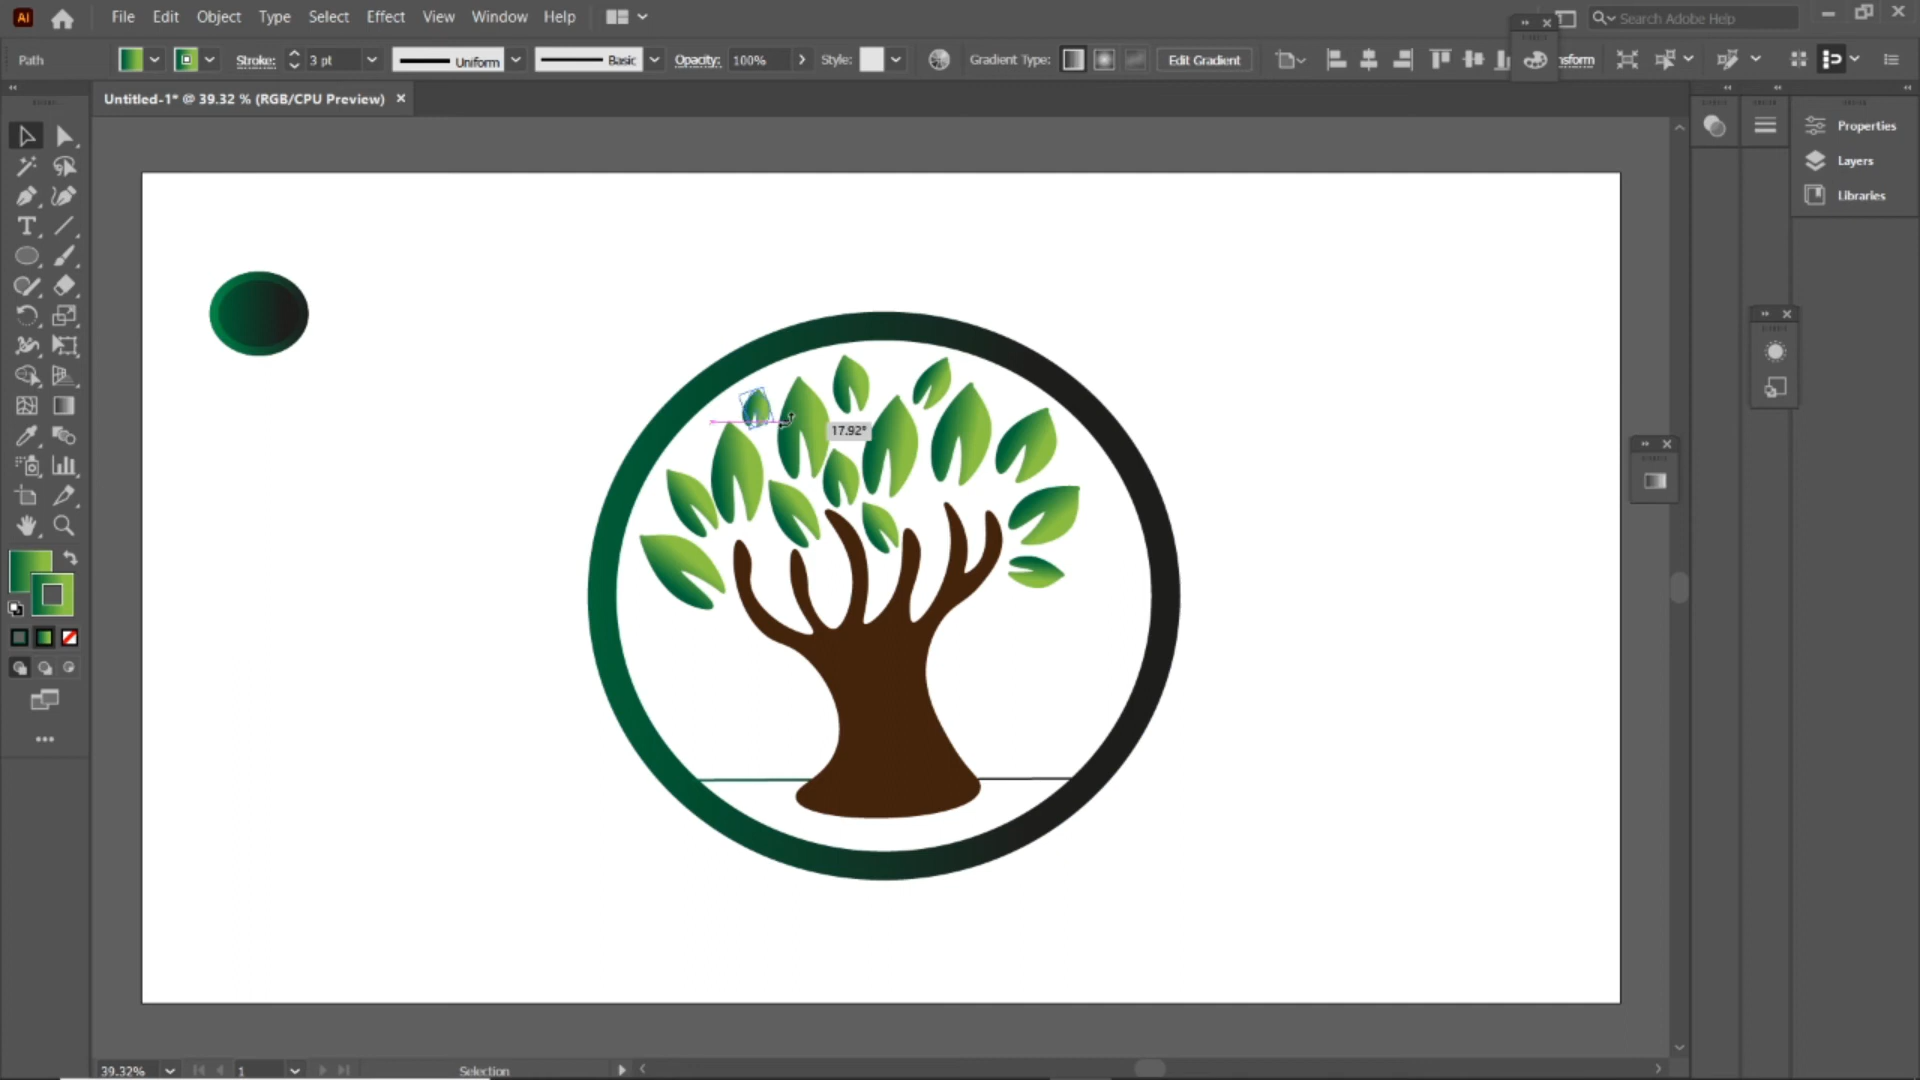 Ai File Edit Object Type Select Effect View Window Help Search Adobe Help
Path Stroke: 3 pt Uniform Basic Opacity: 100% Style: Gradient Type: Edit Gradient nsform
Untitled-1* @ 39.32 % (RGB/CPU Preview)
Properties
Layers
Libraries
17.92°
39.32% 1 Selection